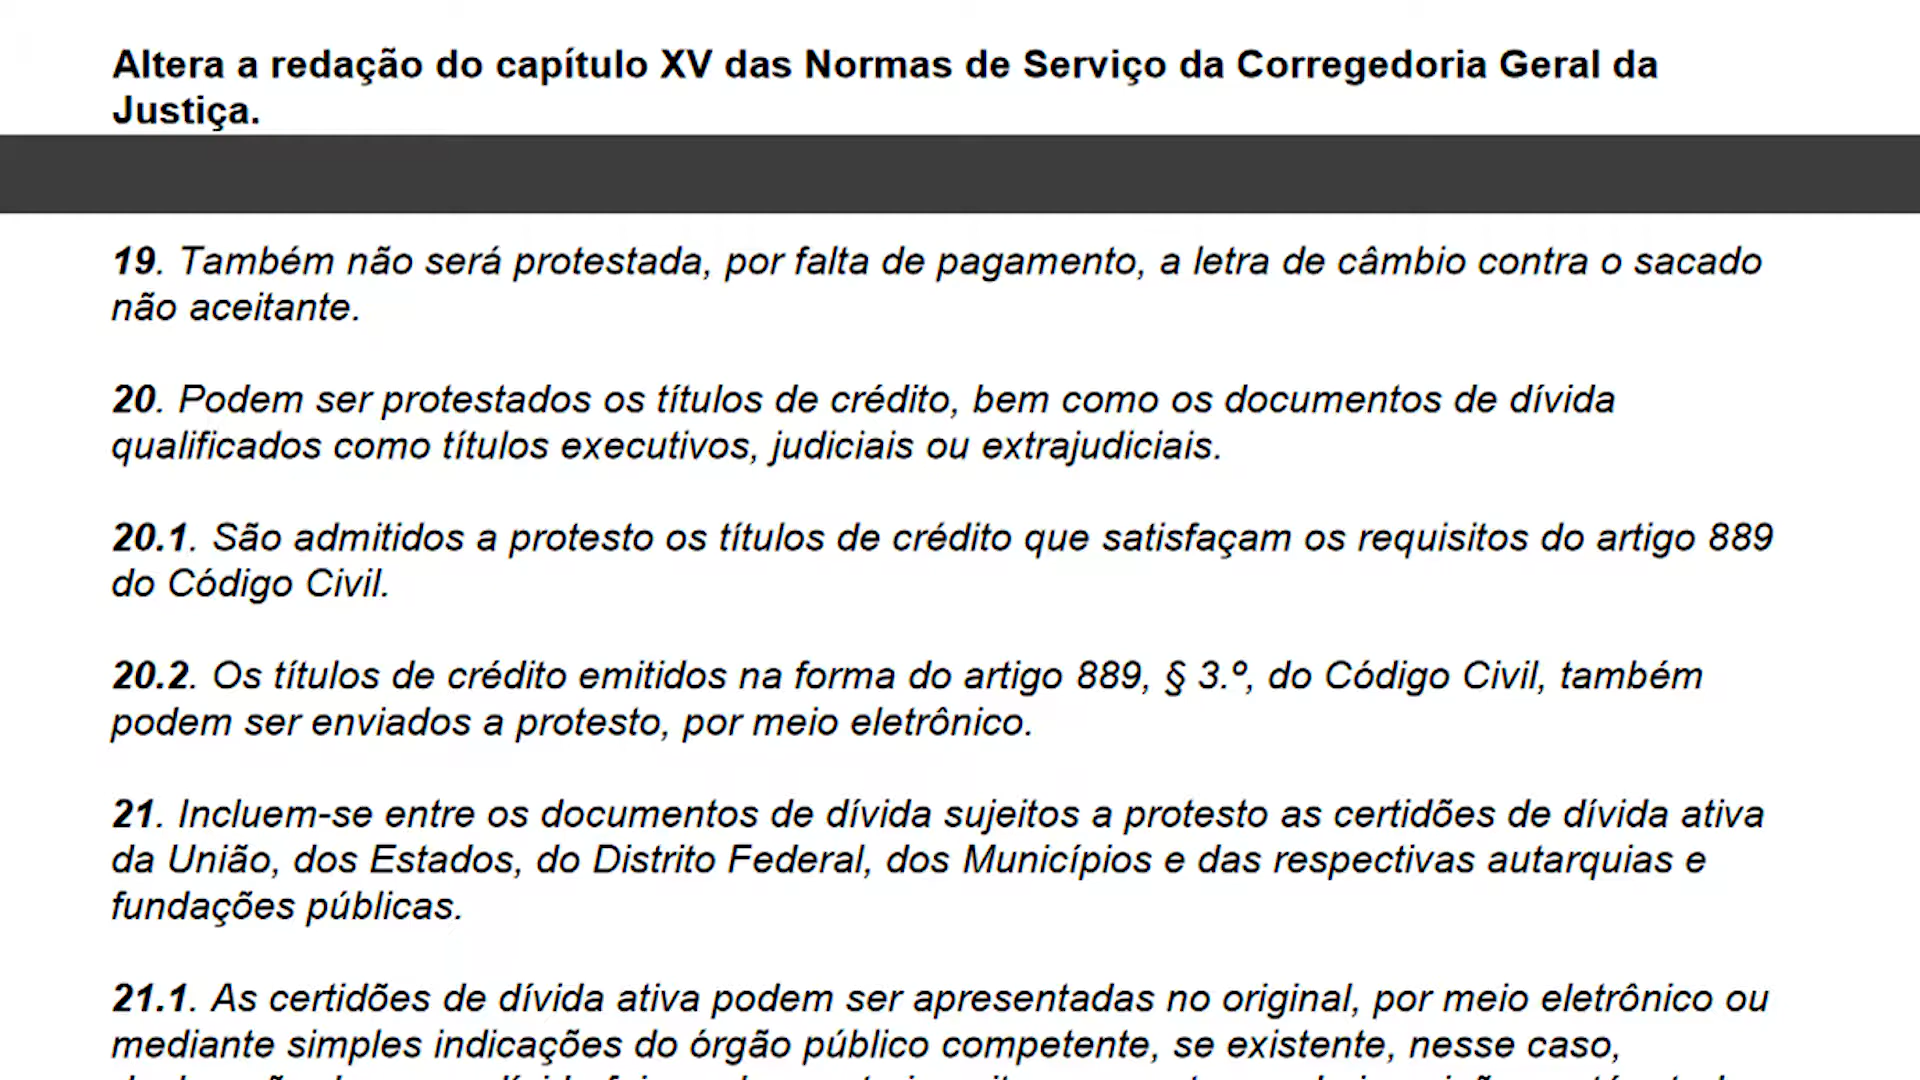 Altera a redação do capítulo XV das Normas de Serviço da Corregedoria Geral da
Justiça.
19. Também não será protestada, por falta de pagamento, a letra de câmbio contra o sacado
não aceitante.
20. Podem ser protestados os títulos de crédito, bem como os documentos de dívida
qualificados como títulos executivos, judiciais ou extrajudiciais.
20.1. São admitidos a protesto os títulos de crédito que satisfaçam os requisitos do artigo 889
do Código Civil.
20.2. Os títulos de crédito emitidos na forma do artigo 889, § 3.º, do Código Civil, também
podem ser enviados a protesto, por meio eletrônico.
21. Incluem-se entre os documentos de dívida sujeitos a protesto as certidões de dívida ativa
da União, dos Estados, do Distrito Federal, dos Municípios e das respectivas autarquias e
fundações públicas.
21.1. As certidões de dívida ativa podem ser apresentadas no original, por meio eletrônico ou
mediante simples indicações do órgão público competente, se existente, nesse caso,